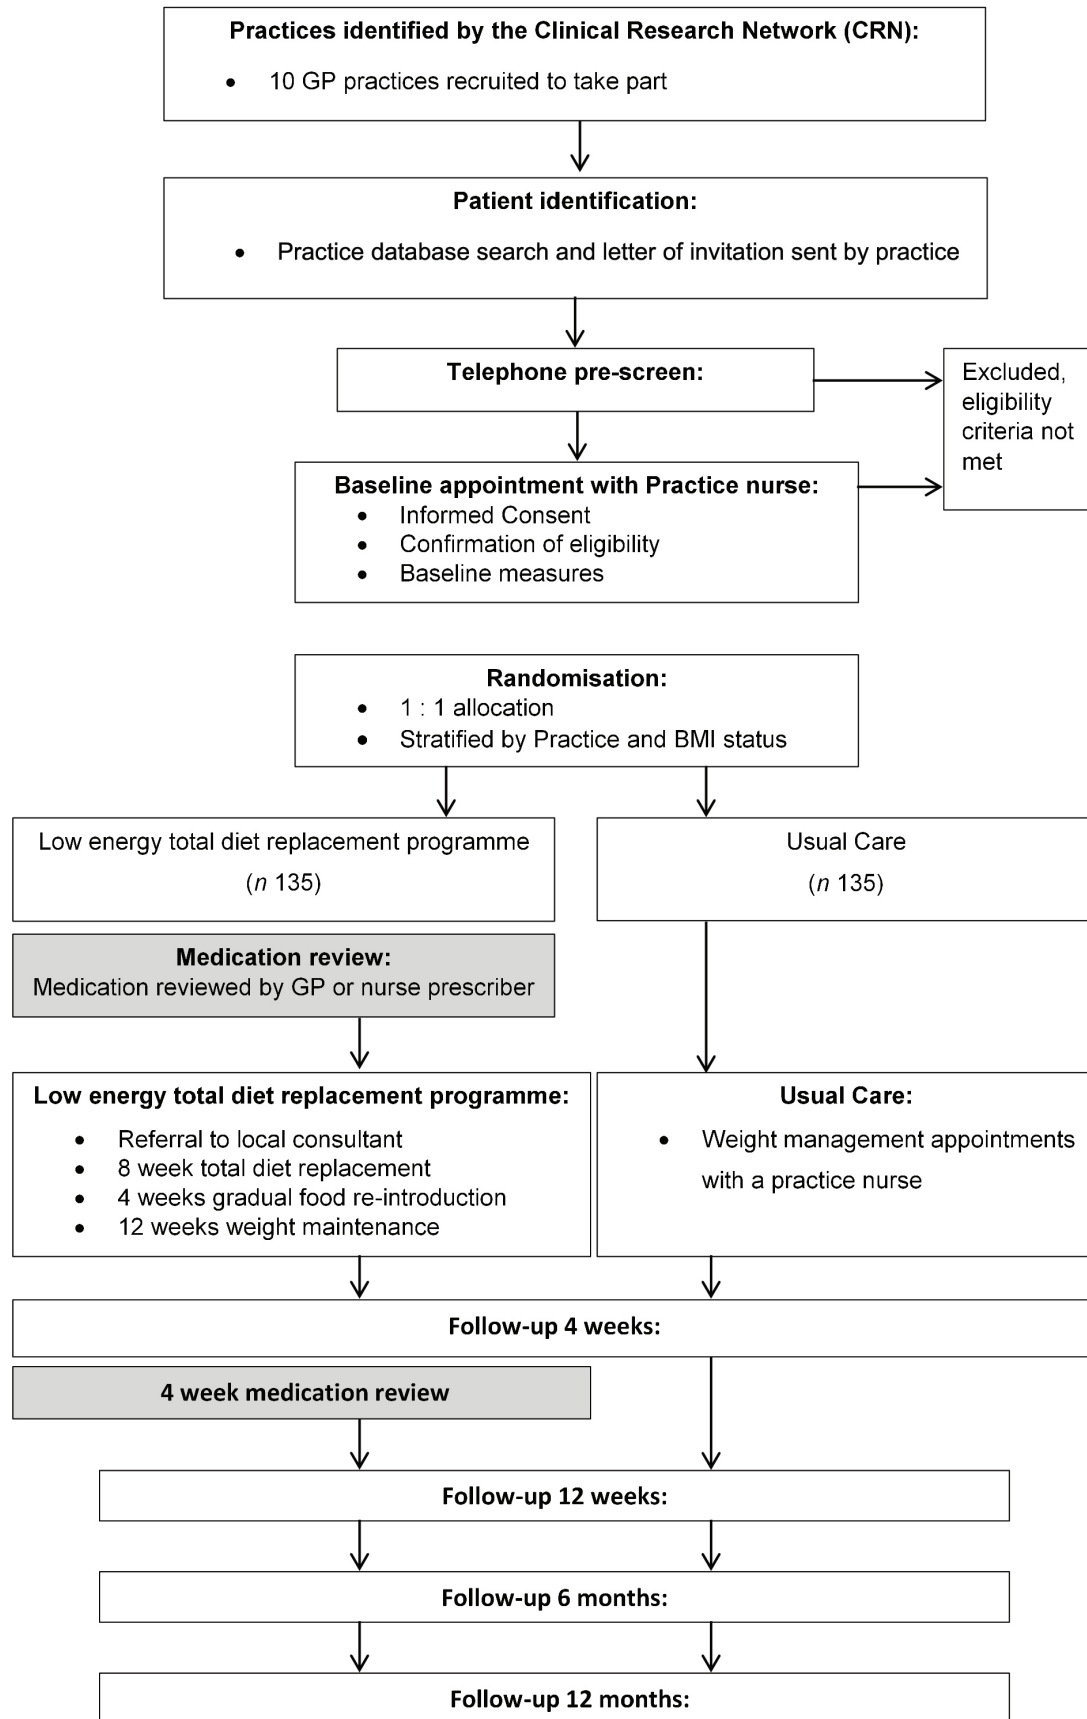 Practices identified by the Clinical Research Network (CRN):
• 10 GP practices recruited to take part
Patient identification:
• Practice database search and letter of invitation sent by practice
Telephone pre-screen:
Excluded,
eligibility
criteria not
met
Baseline appointment with Practice nurse:
• Informed Consent
• Confirmation of eligibility
• Baseline measures
Randomisation:
• 1 : 1 allocation
• Stratified by Practice and BMI status
Low energy total diet replacement programme
(n 135)
Usual Care
(n 135)
Medication review:
Medication reviewed by GP or nurse prescriber
Low energy total diet replacement programme:
• Referral to local consultant
• 8 week total diet replacement
• 4 weeks gradual food re-introduction
• 12 weeks weight maintenance
Usual Care:
• Weight management appointments
with a practice nurse
Follow-up 4 weeks:
4 week medication review
Follow-up 12 weeks:
Follow-up 6 months:
Follow-up 12 months: